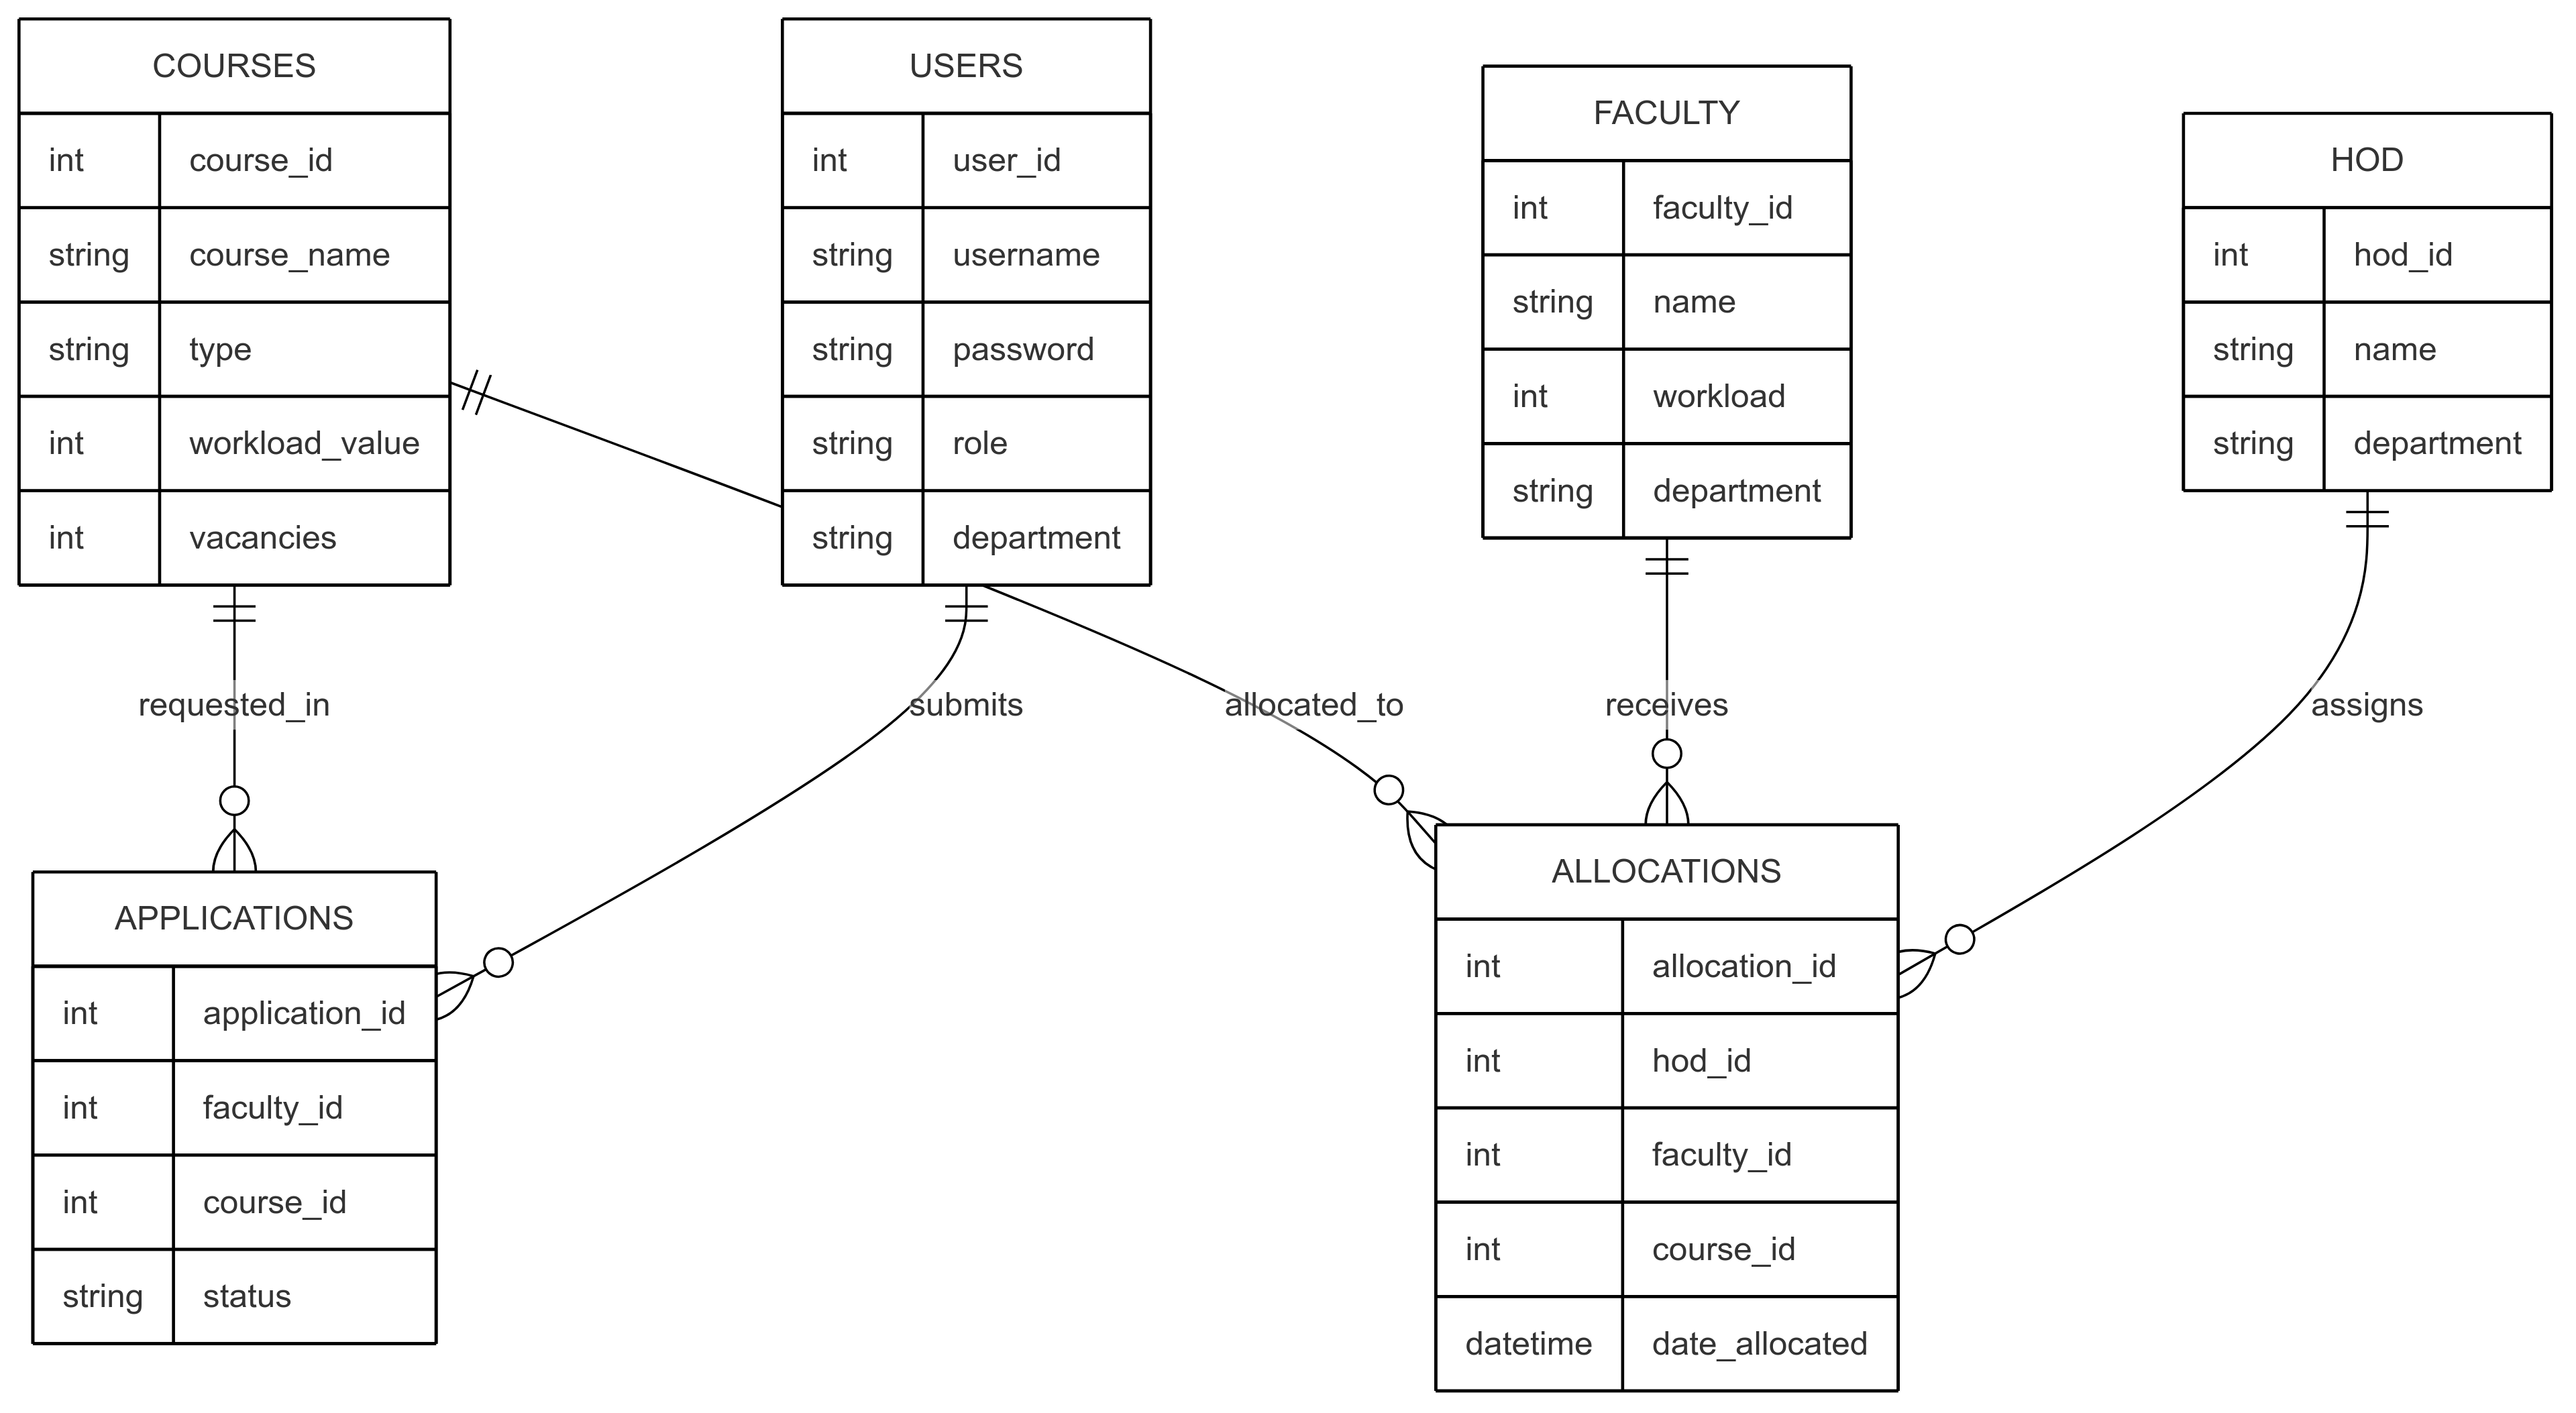 COURSES
int course_id
string course_name
string type
int workload_value
int vacancies
USERS
int user_id
string username
string password
string role
string department
FACULTY
int faculty_id
string name
int workload
string department
HOD
int hod_id
string name
string department
requested_in
submits
allocated_to
receives
assigns
APPLICATIONS
int application_id
int faculty_id
int course_id
string status
ALLOCATIONS
int allocation_id
int hod_id
int faculty_id
int course_id
datetime date_allocated